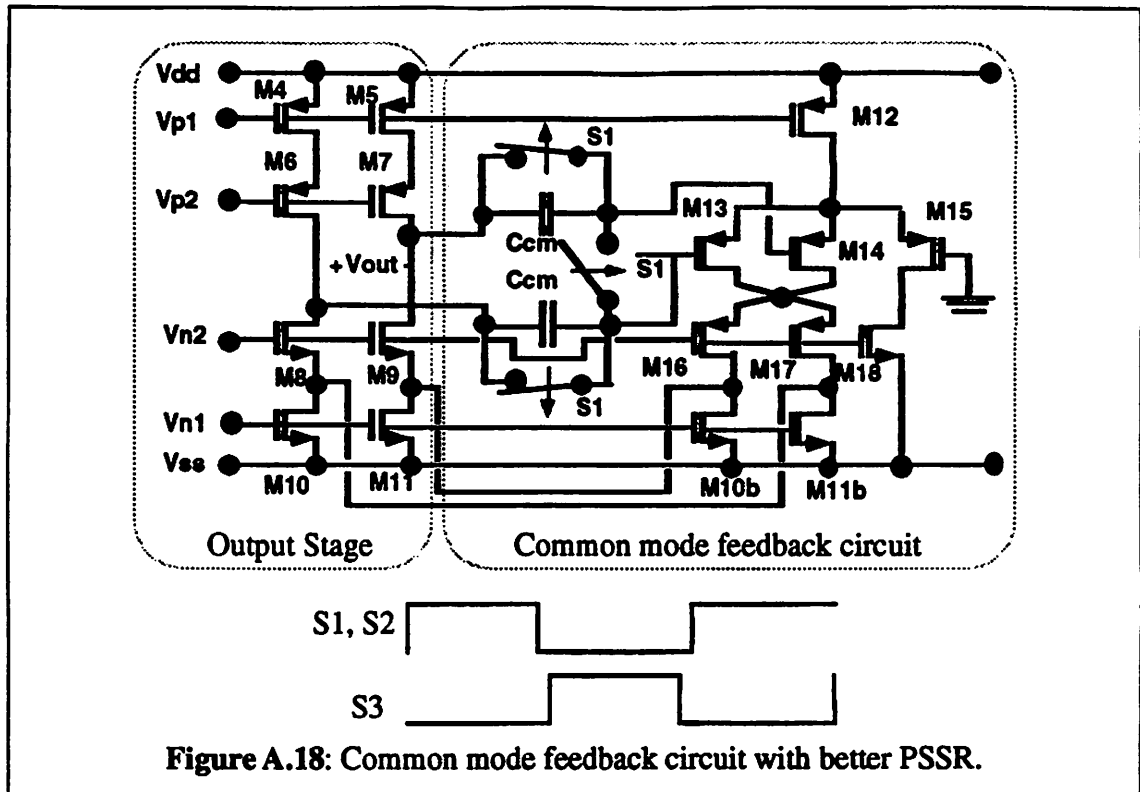 Vdd
M4
M5
Vp1
S1
M12
M6
M7
Vp2
M13
M15
Ccm
M14
+Vout-
S1
Ccm
Vn2
M8
M9
M16
M17
M18
S1
Vn1
Vss
M10
M11
M10b
M11b
Output Stage
Common mode feedback circuit
S1, S2
S3
Figure A.18: Common mode feedback circuit with better PSSR.